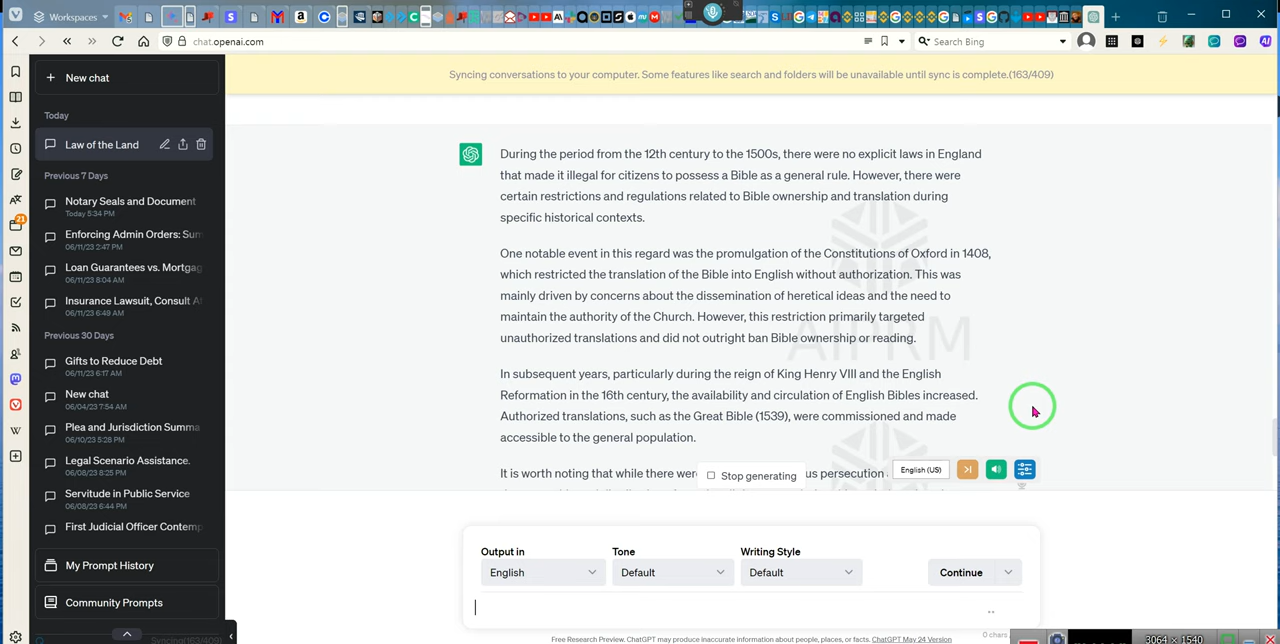 Workspaces
chat.openai.com
Search Bing
New chat
Syncing conversations to your computer. Some features like search and folders will be unavailable until sync is complete.(163/409)
Today
Law of the Land
Previous 7 Days
Notary Seals and Document
Today 5:34 PM
Enforcing Admin Orders: Sum
06/11/23 2:47 PM
Loan Guarantees vs. Mortgag
06/11/23 8:04 AM
Insurance Lawsuit, Consult At
06/11/23 6:49 AM
Previous 30 Days
Gifts to Reduce Debt
06/11/23 6:17 AM
New chat
06/04/23 7:54 AM
Plea and Jurisdiction Summa
06/10/23 5:28 PM
Legal Scenario Assistance.
06/08/23 8:25 PM
Servitude in Public Service
06/08/23 6:44 PM
First Judicial Officer Contemp
My Prompt History
Community Prompts
Syncing(163/409)
21
During the period from the 12th century to the 1500s, there were no explicit laws in England
that made it illegal for citizens to possess a Bible as a general rule. However, there were
certain restrictions and regulations related to Bible ownership and translation during
specific historical contexts.
One notable event in this regard was the promulgation of the Constitutions of Oxford in 1408,
which restricted the translation of the Bible into English without authorization. This was
mainly driven by concerns about the dissemination of heretical ideas and the need to
maintain the authority of the Church. However, this restriction primarily targeted
unauthorized translations and did not outright ban Bible ownership or reading.
AIPRM
In subsequent years, particularly during the reign of King Henry VIII and the English
Reformation in the 16th century, the availability and circulation of English Bibles increased.
Authorized translations, such as the Great Bible (1539), were commissioned and made
accessible to the general population.
It is worth noting that while there were
us persecution
Stop generating
English (US)
Output in
Tone
Writing Style
English
Default
Default
Continue
0 chars
Free Research Preview. ChatGPT may produce inaccurate information about people, places, or facts. ChatGPT May 24 Version
3064 × 1540